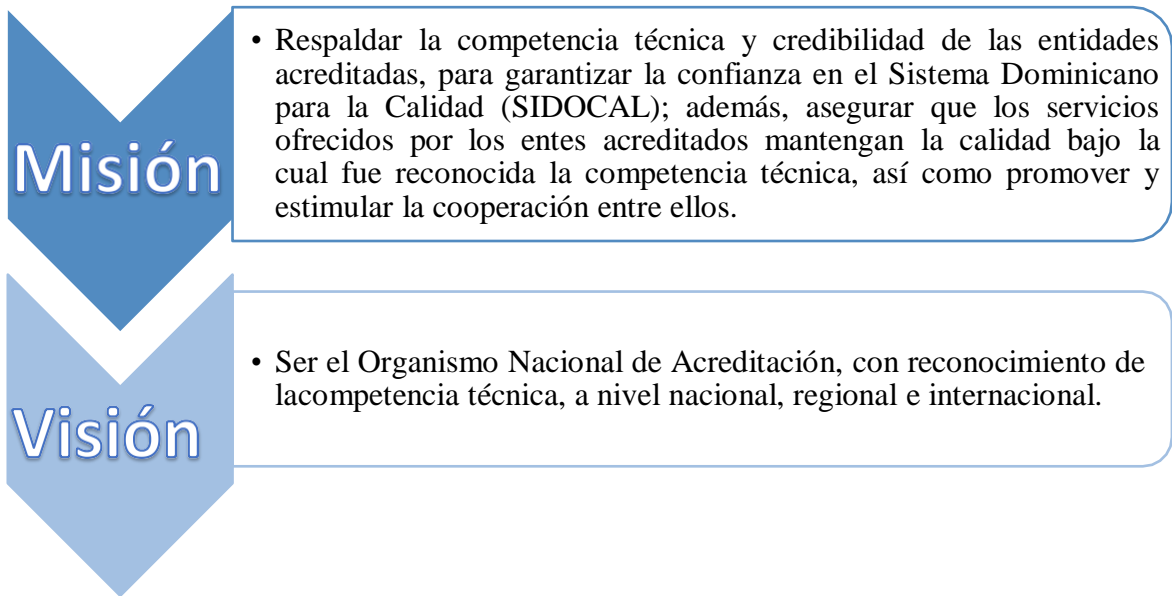 Misión
• Respaldar la competencia técnica y credibilidad de las entidades
acreditadas, para garantizar la confianza en el Sistema Dominicano
para la Calidad (SIDOCAL); además, asegurar que los servicios
ofrecidos por los entes acreditados mantengan la calidad bajo la
cual fue reconocida la competencia técnica, así como promover y
estimular la cooperación entre ellos.
Visión
• Ser el Organismo Nacional de Acreditación, con reconocimiento de
lacompetencia técnica, a nivel nacional, regional e internacional.